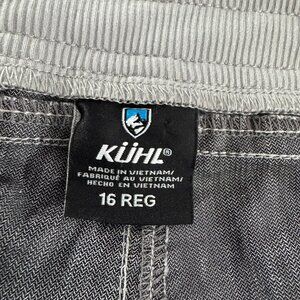 KÜHL®
MADE IN VIETNAM/
FABRIQUÉ AU VIETNAM/
HECHO EN VIETNAM
16 REG